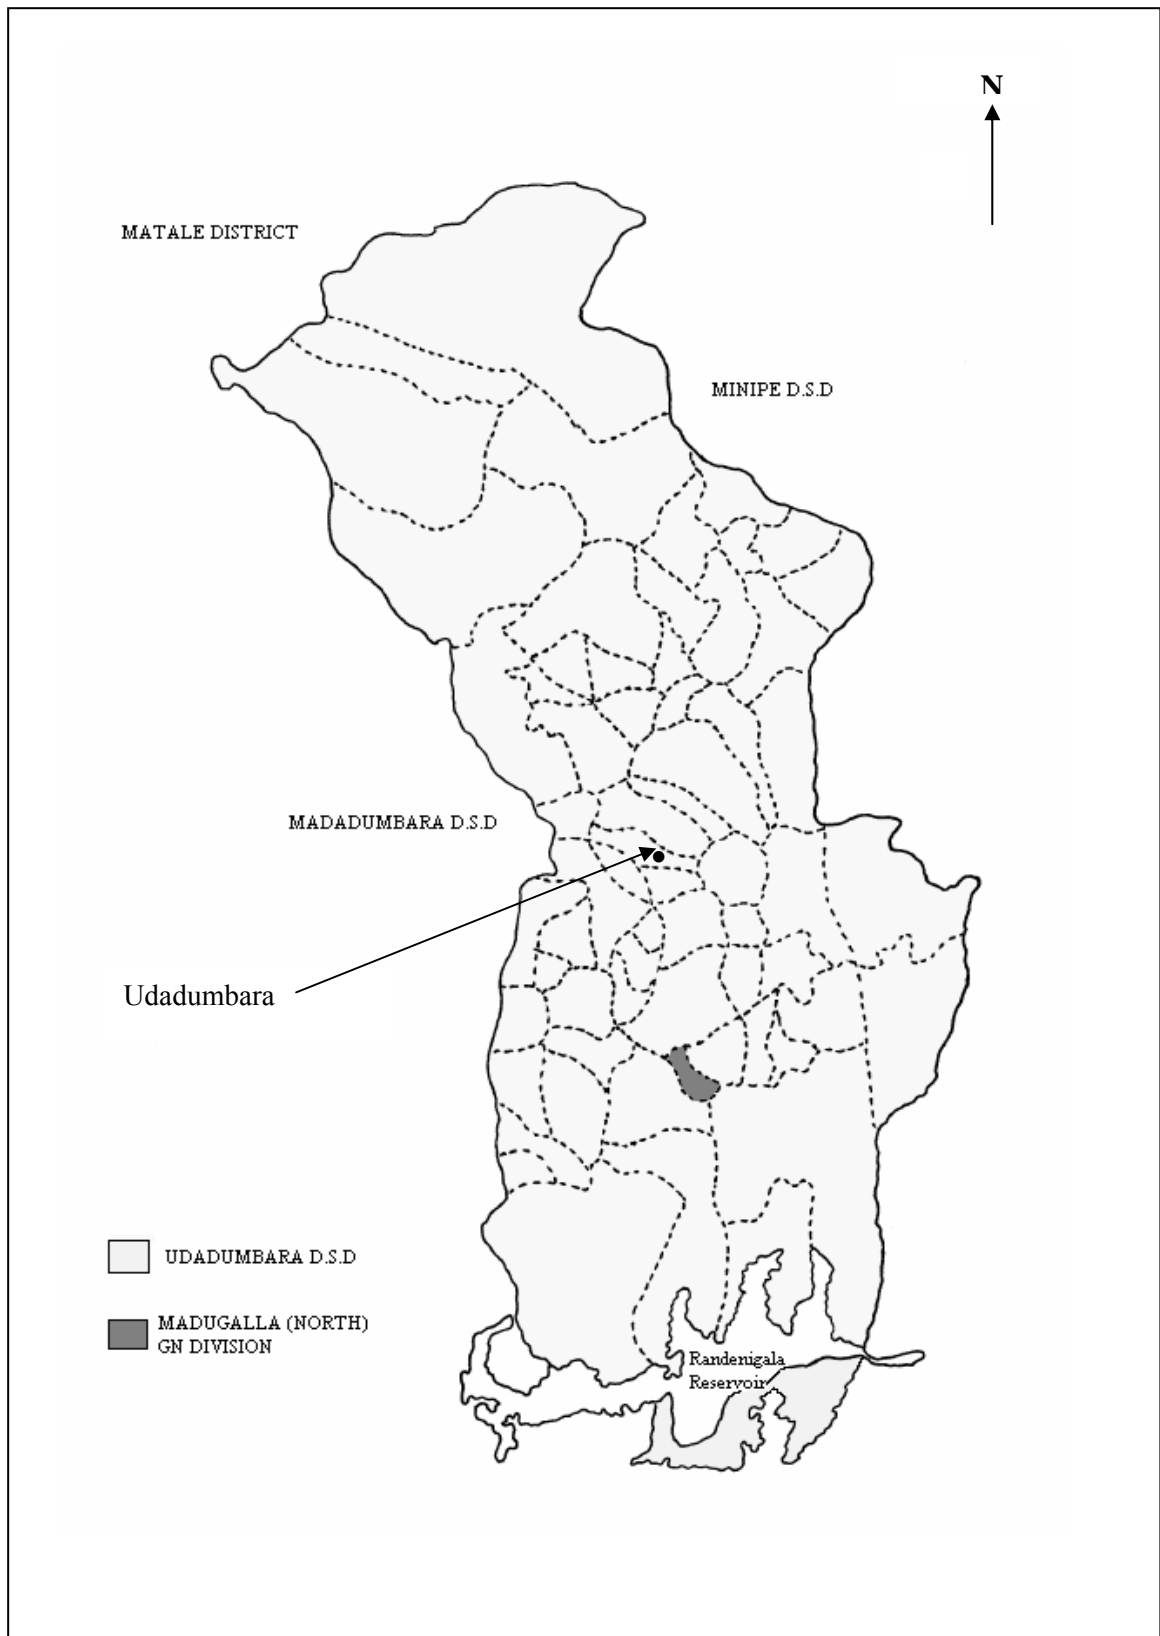 N
MATALE DISTRICT
MINIPE D.S.D
MADADUMBARA D.S.D
Udadumbara
UDADUMBARA D.S.D
MADUGALLA (NORTH)
GN DIVISION
Randenigala
Reservoir